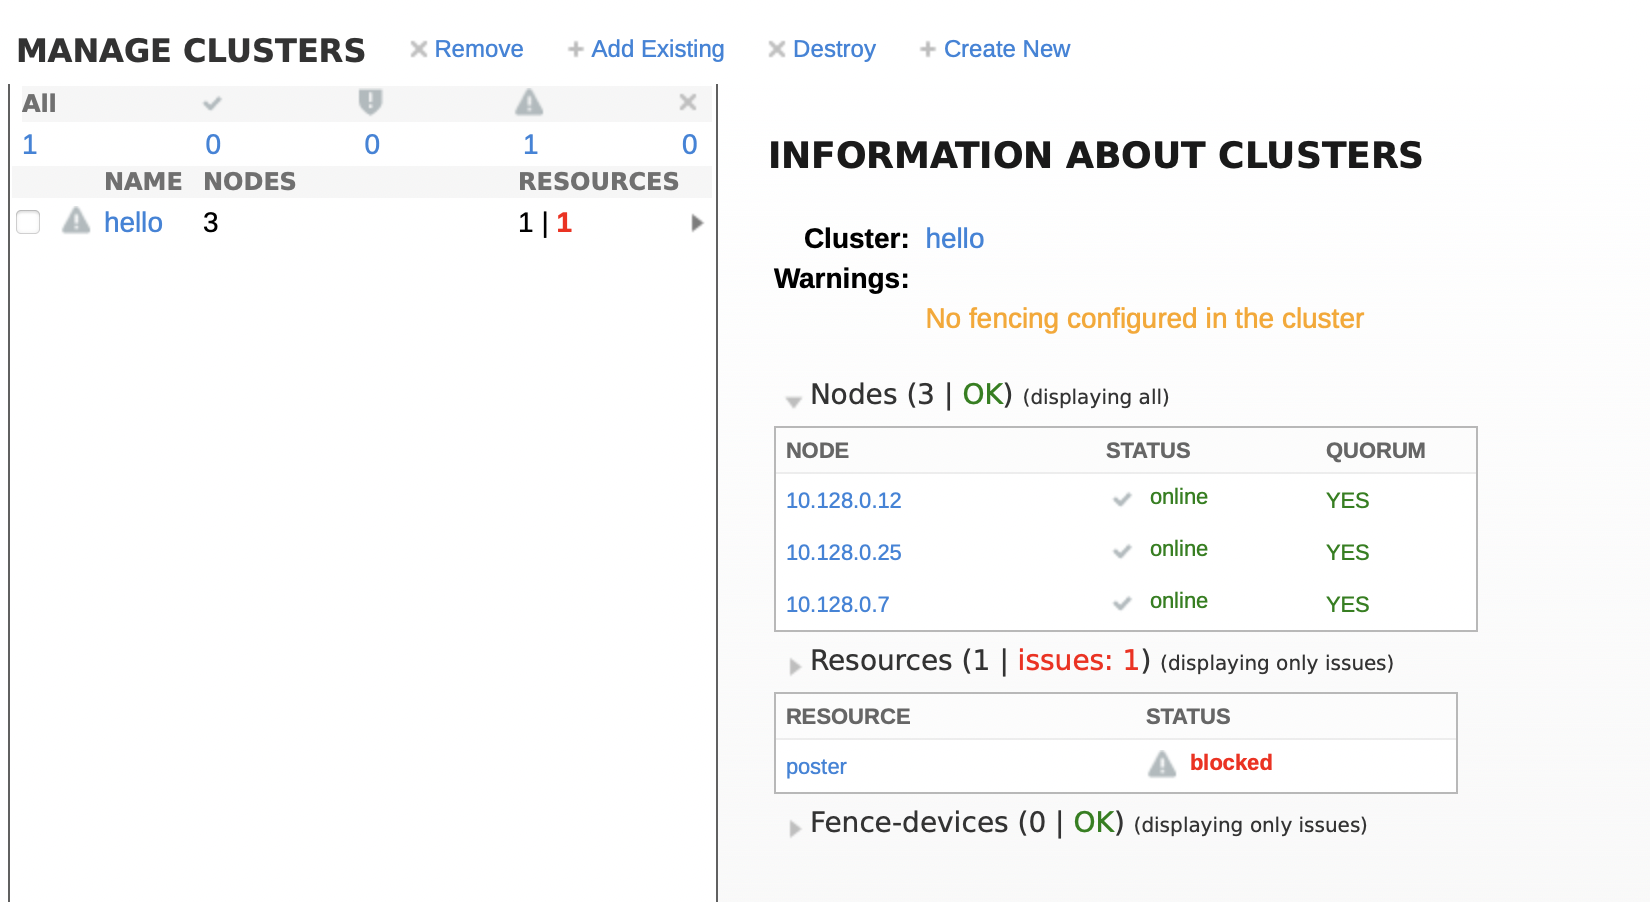 MANAGE CLUSTERS Remove Add Existing Destroy Create New
All
1 0 0 1 0
NAME NODES RESOURCES
hello 3 1 | 1
INFORMATION ABOUT CLUSTERS
Cluster: hello
Warnings:
No fencing configured in the cluster
Nodes (3 | OK) (displaying all)
NODE STATUS QUORUM
10.128.0.12 online YES
10.128.0.25 online YES
10.128.0.7 online YES
Resources (1 | issues: 1) (displaying only issues)
RESOURCE STATUS
poster blocked
Fence-devices (0 | OK) (displaying only issues)